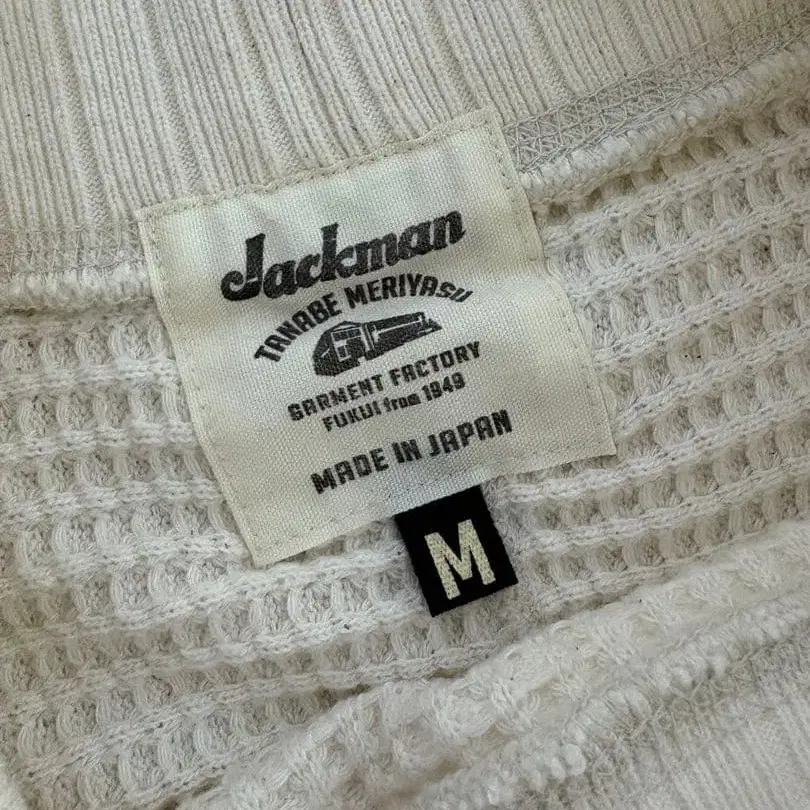 Jackman
TANABE MERIYASU
GARMENT FACTORY
FUKUI from 1949
MADE IN JAPAN
M